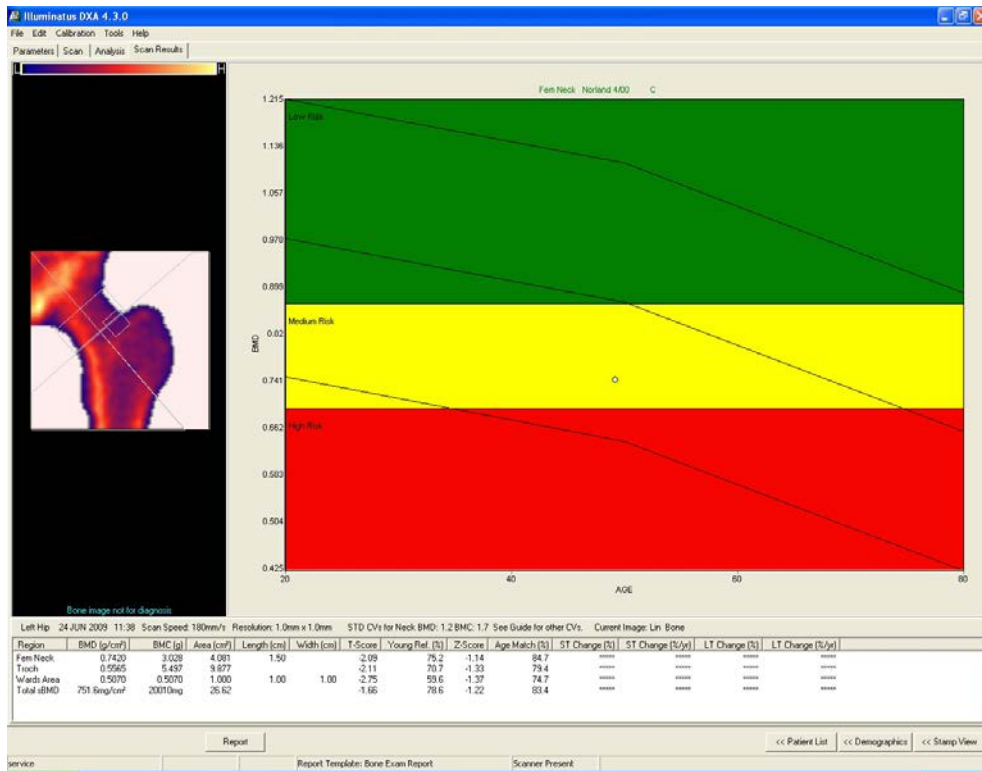 Illuminatus DXA 4.3.0
File Edit Calibration Tools Help
Parameters Scan Analysis Scan Results
L H
Fem Neck Norland 4/00 C
1.215
Low Risk
1.136
1.057
0.978
0.899
Medium Risk
0.82
BMD
0.741
0.662
High Risk
0.583
0.504
0.425
20 40 60 80
AGE
Bone image not for diagnosis
Left Hip 24 JUN 2009 11:38 Scan Speed: 180mm/s Resolution: 1.0mm x 1.0mm STD CVs for Neck BMD: 1.2 BMC: 1.7 See Guide for other CVs. Current Image: Lin Bone
Region BMD (g/cm²) BMC (g) Area (cm²) Length (cm) Width (cm) T-Score Young Ref. (%) Z-Score Age Match (%) ST Change (%) ST Change (%/yr) LT Change (%) LT Change (%/yr)
Fem Neck 0.7420 3.028 4.081 1.50 -2.09 75.2 -1.14 84.7 ***** ***** ***** *****
Troch 0.5565 5.497 9.877 -2.11 70.7 -1.33 79.4 ***** ***** ***** *****
Wards Area 0.5070 0.5070 1.000 1.00 1.00 -2.75 59.6 -1.37 74.7 ***** ***** ***** *****
Total sBMD 751.6mg/cm² 20010mg 26.62 -1.66 78.6 -1.22 83.4 ***** ***** ***** *****
Report << Patient List << Demographics << Stamp View
service Report Template: Bone Exam Report Scanner Present